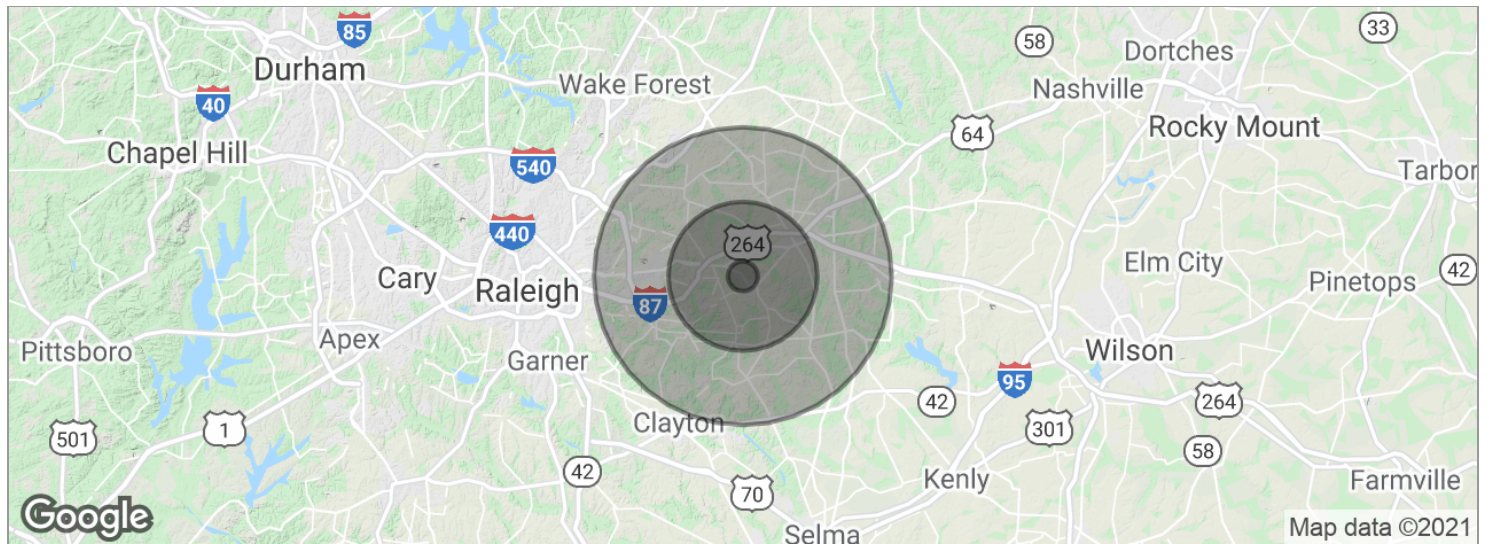 85
58
33
Durham
Dortches
Wake Forest
Nashville
40
64
Rocky Mount
Chapel Hill
540
Tarbor
440
264
Elm City
42
Cary
Raleigh
Pinetops
87
Pittsboro
Apex
Garner
Wilson
95
42
264
Clayton
1
301
501
58
42
Kenly
Farmville
70
Google
Selma
Map data ©2021